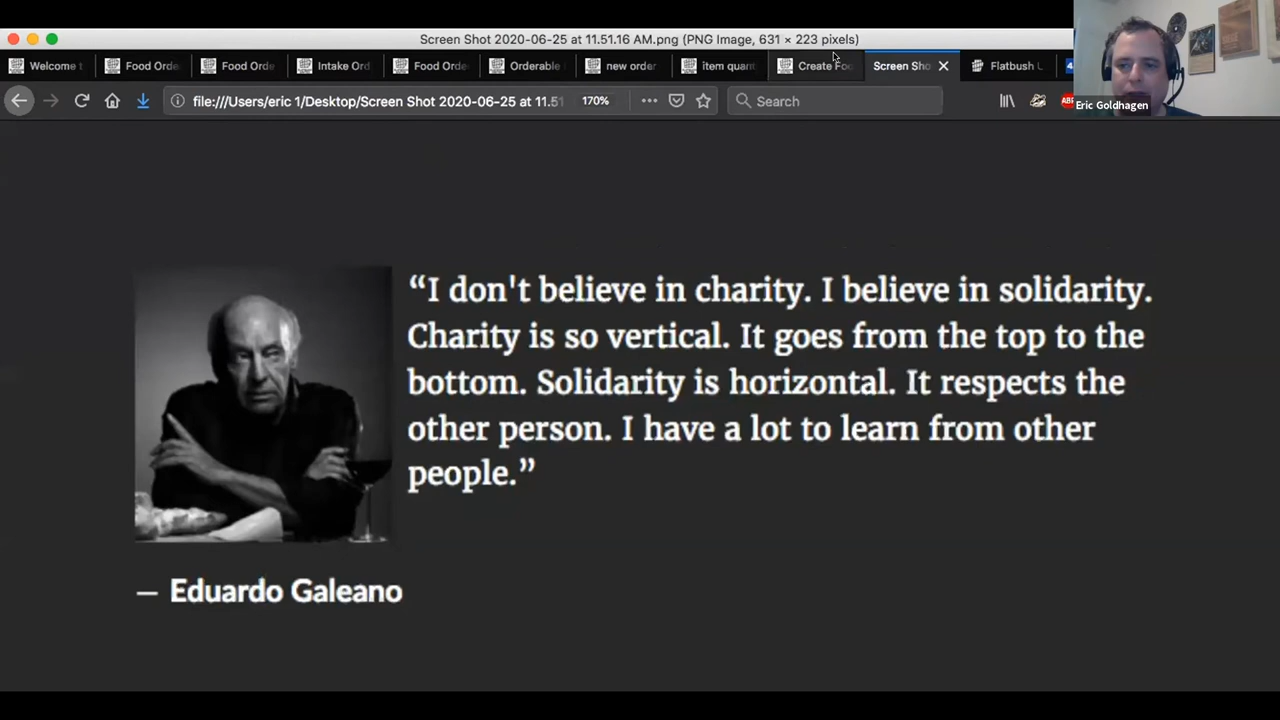 Screen Shot 2020-06-25 at 11.51.16 AM.png (PNG Image, 631 × 223 pixels)
Welcome t
Food Orde
Food Orde
Intake Ord
Food Orde
Orderable
new order
item quant
Create Foo
Screen Sho
Flatbush U
file:///Users/eric 1/Desktop/Screen Shot 2020-06-25 at 11.51
170%
Search
ABP
Eric Goldhagen
“I don't believe in charity. I believe in solidarity.
Charity is so vertical. It goes from the top to the
bottom. Solidarity is horizontal. It respects the
other person. I have a lot to learn from other
people.”
— Eduardo Galeano